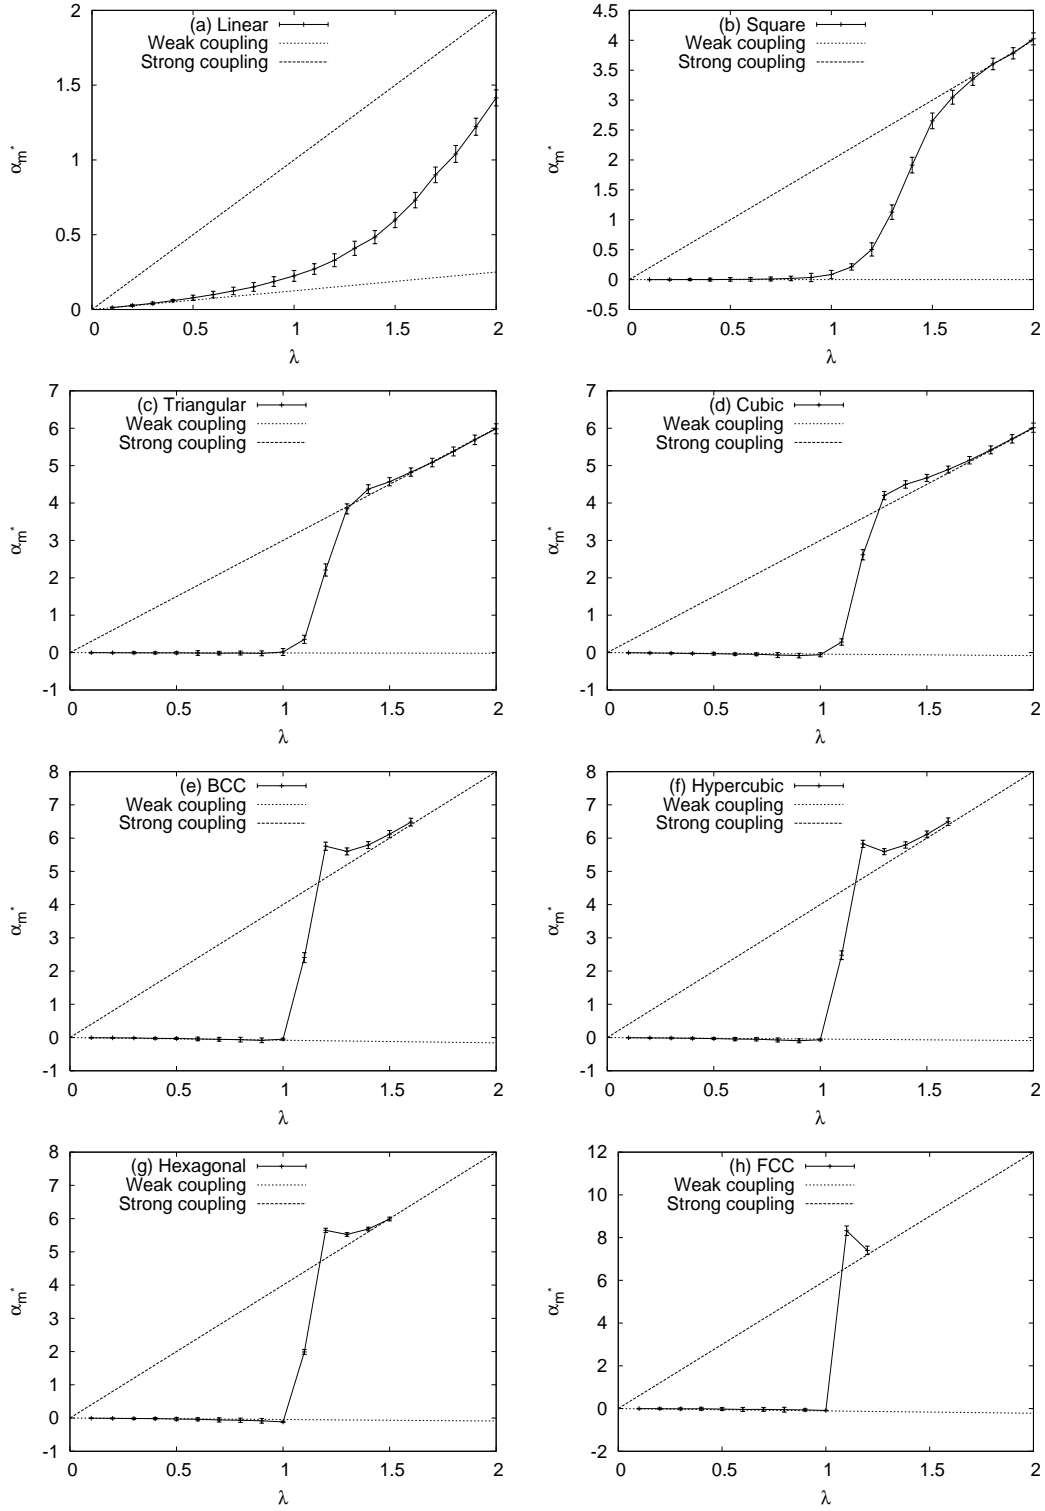 (a) Linear
Weak coupling
Strong coupling
2
1.5
1
0.5
0
αm*
0 0.5 1 1.5 2
λ
(b) Square
Weak coupling
Strong coupling
4.5
4
3.5
3
2.5
2
1.5
1
0.5
0
-0.5
αm*
0 0.5 1 1.5 2
λ
(c) Triangular
Weak coupling
Strong coupling
7
6
5
4
3
2
1
0
-1
αm*
0 0.5 1 1.5 2
λ
(d) Cubic
Weak coupling
Strong coupling
7
6
5
4
3
2
1
0
-1
αm*
0 0.5 1 1.5 2
λ
(e) BCC
Weak coupling
Strong coupling
8
7
6
5
4
3
2
1
0
-1
αm*
0 0.5 1 1.5 2
λ
(f) Hypercubic
Weak coupling
Strong coupling
8
7
6
5
4
3
2
1
0
-1
αm*
0 0.5 1 1.5 2
λ
(g) Hexagonal
Weak coupling
Strong coupling
8
7
6
5
4
3
2
1
0
-1
αm*
0 0.5 1 1.5 2
λ
(h) FCC
Weak coupling
Strong coupling
12
10
8
6
4
2
0
-2
αm*
0 0.5 1 1.5 2
λ